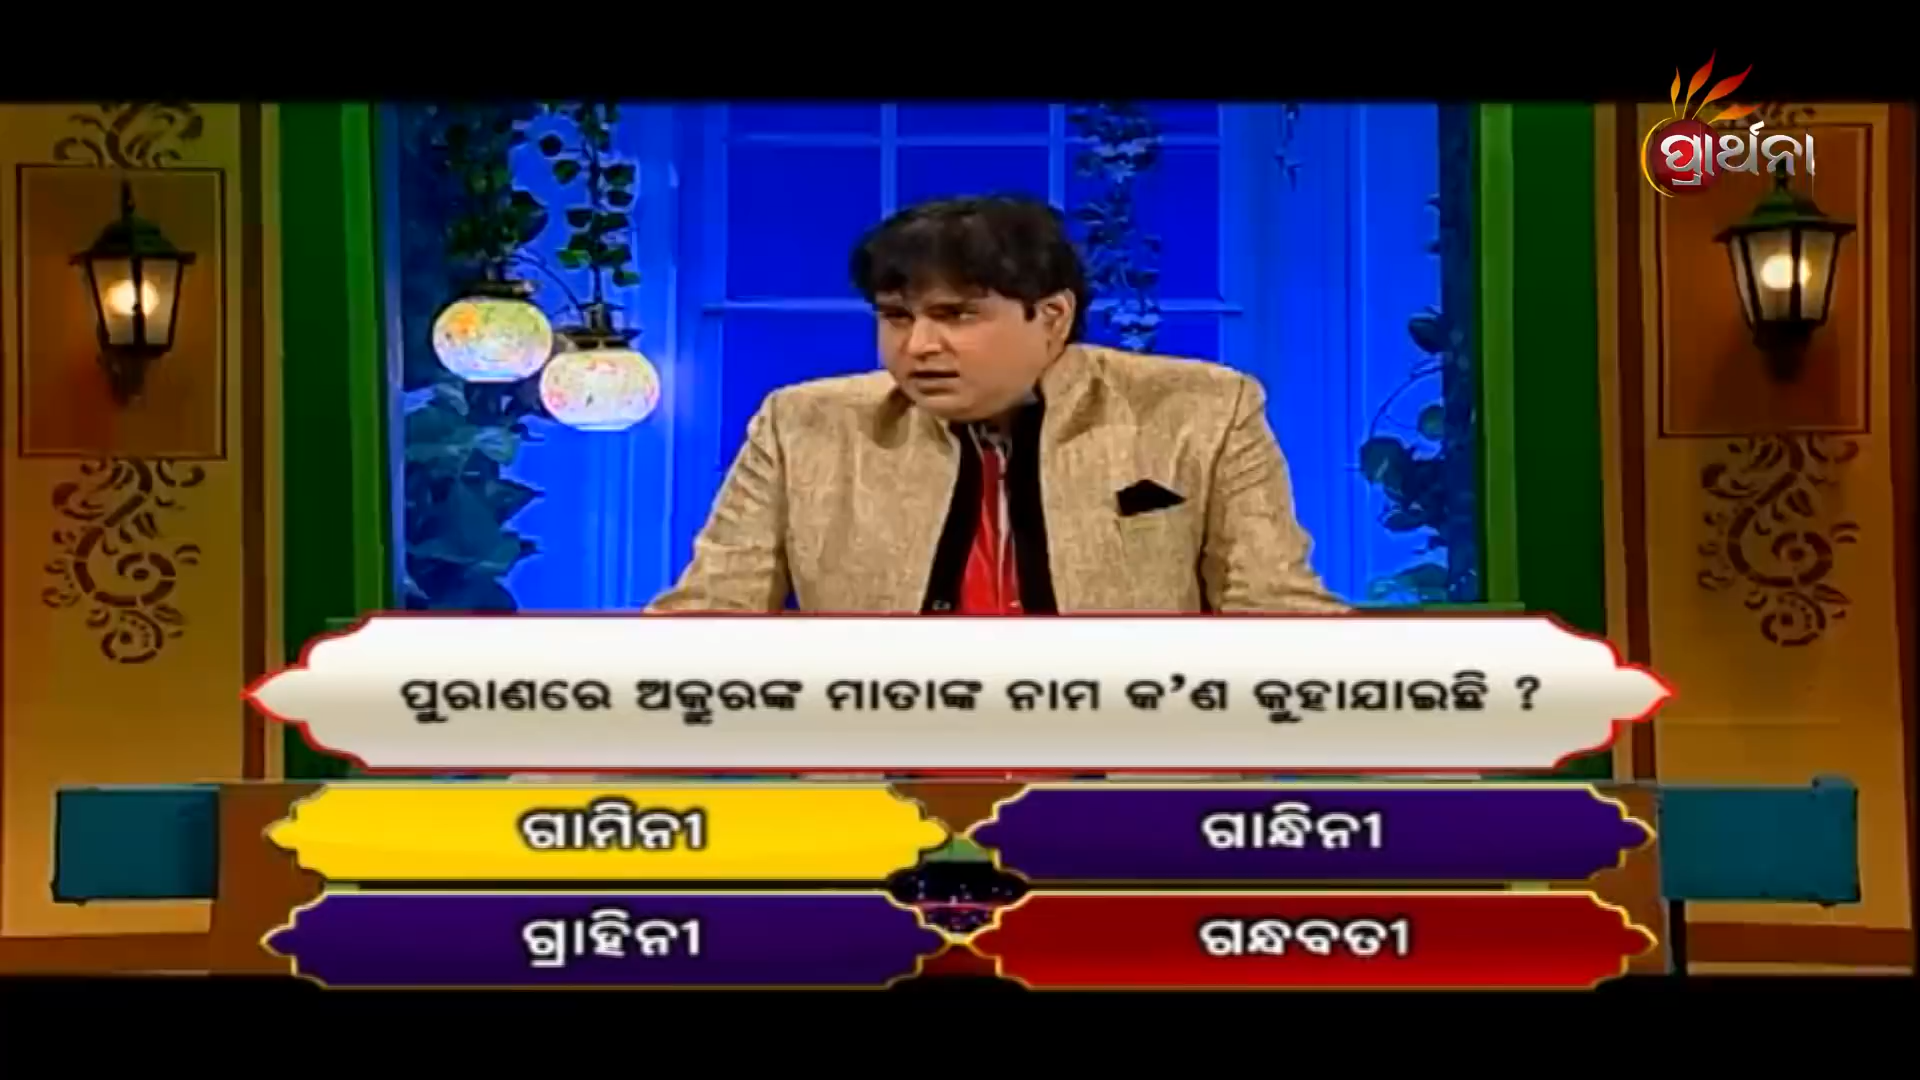 ପ୍ରାର୍ଥନା
ପୁରାଣରେ ଅକ୍ରୁରଙ୍କ ମାତାଙ୍କ ନାମ କ'ଣ କୁହାଯାଇଛି ?
ଗାମିନୀ
ଗାନ୍ଧିନୀ
ଗ୍ରାହିନୀ
ଗନ୍ଧବତୀ